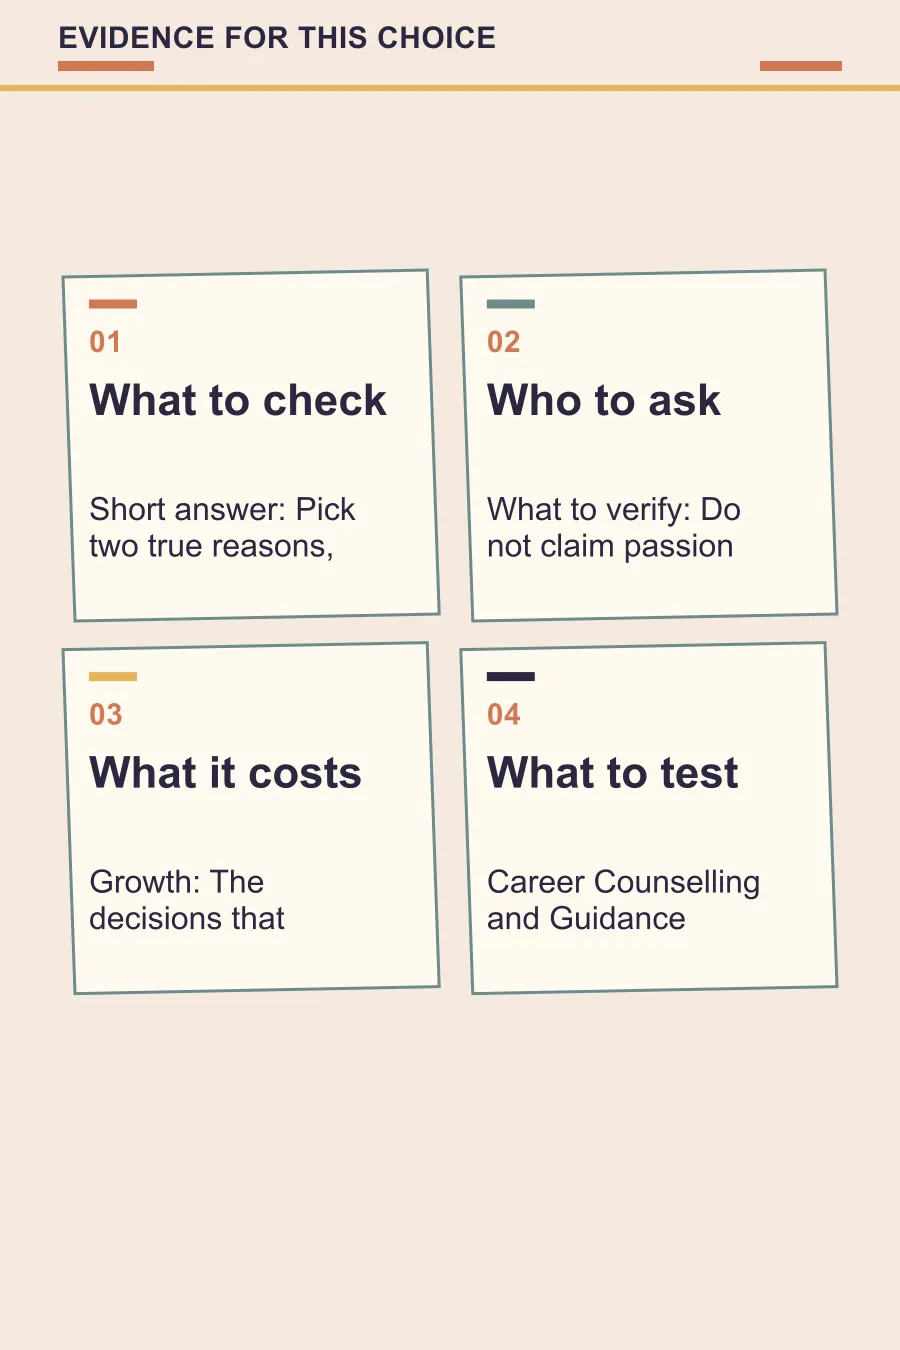 EVIDENCE FOR THIS CHOICE
01
What to check
Short answer: Pick
two true reasons,
02
Who to ask
What to verify: Do
not claim passion
03
What it costs
Growth: The
decisions that
04
What to test
Career Counselling
and Guidance